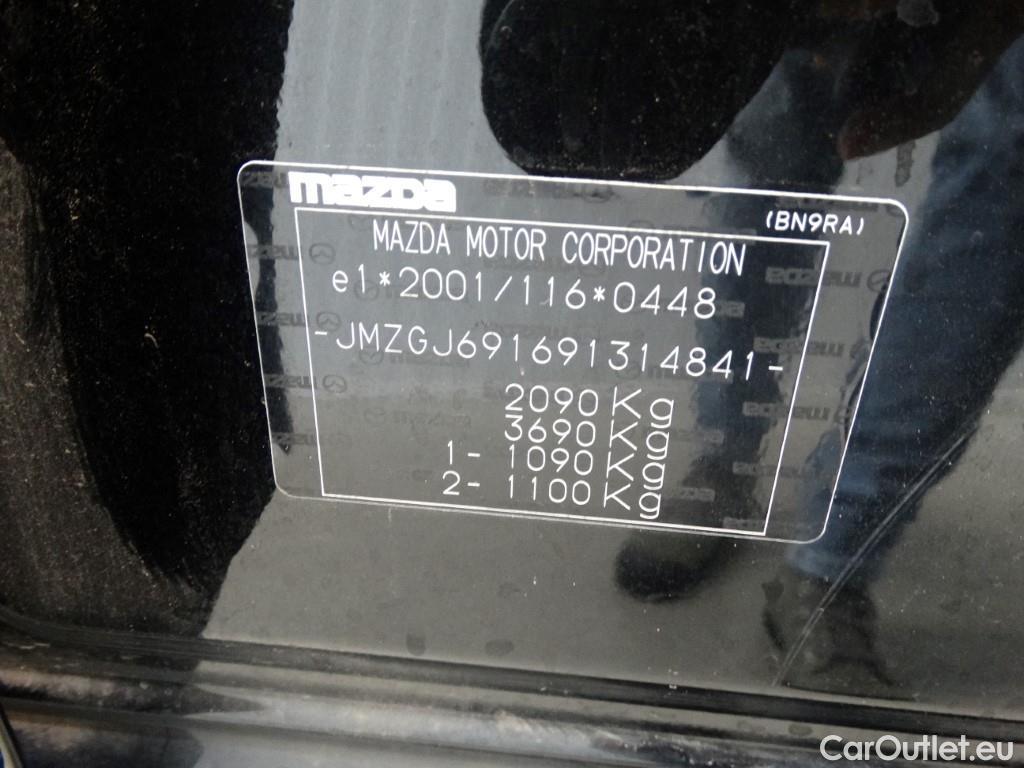 mazda
(BN9RA)
MAZDA MOTOR CORPORATION
e1*2001/116*0448
-JMZGJ691691314841-
2090 Kg
3690 Kg
1- 1090 Kg
2- 1100 Kg
CarOutlet.eu